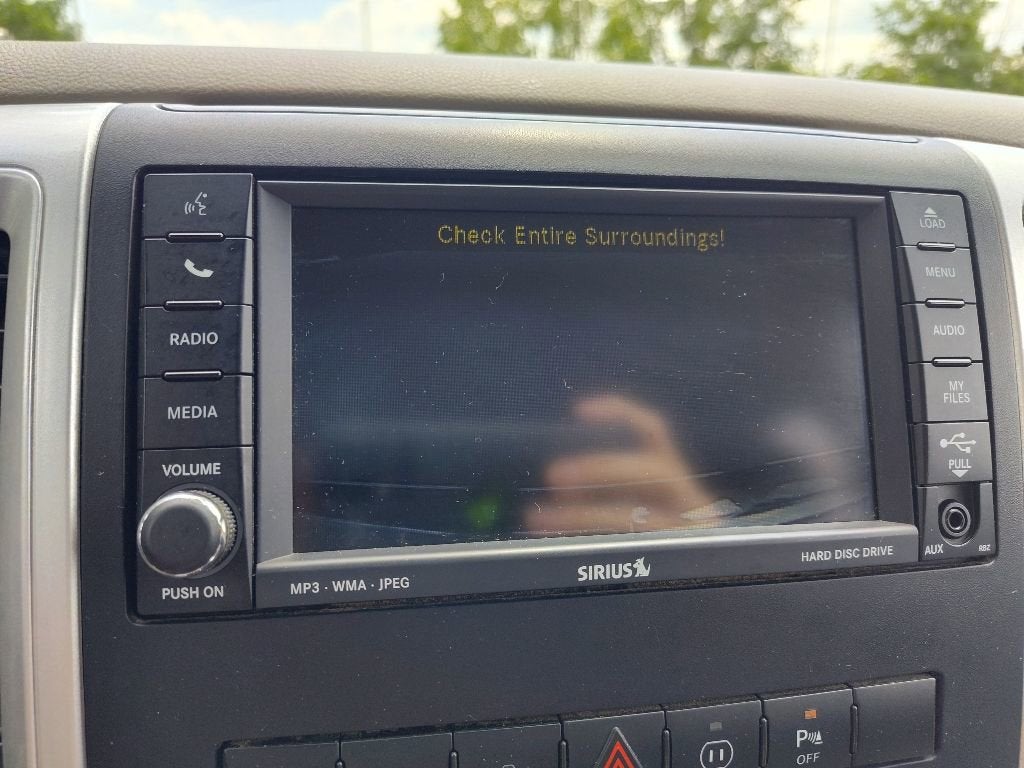 Check Entire Surroundings!
RADIO
MEDIA
VOLUME
PUSH ON
LOAD
MENU
AUDIO
MY
FILES
PULL
AUX
RBZ
MP3 · WMA · JPEG
SIRIUS
HARD DISC DRIVE
P
OFF